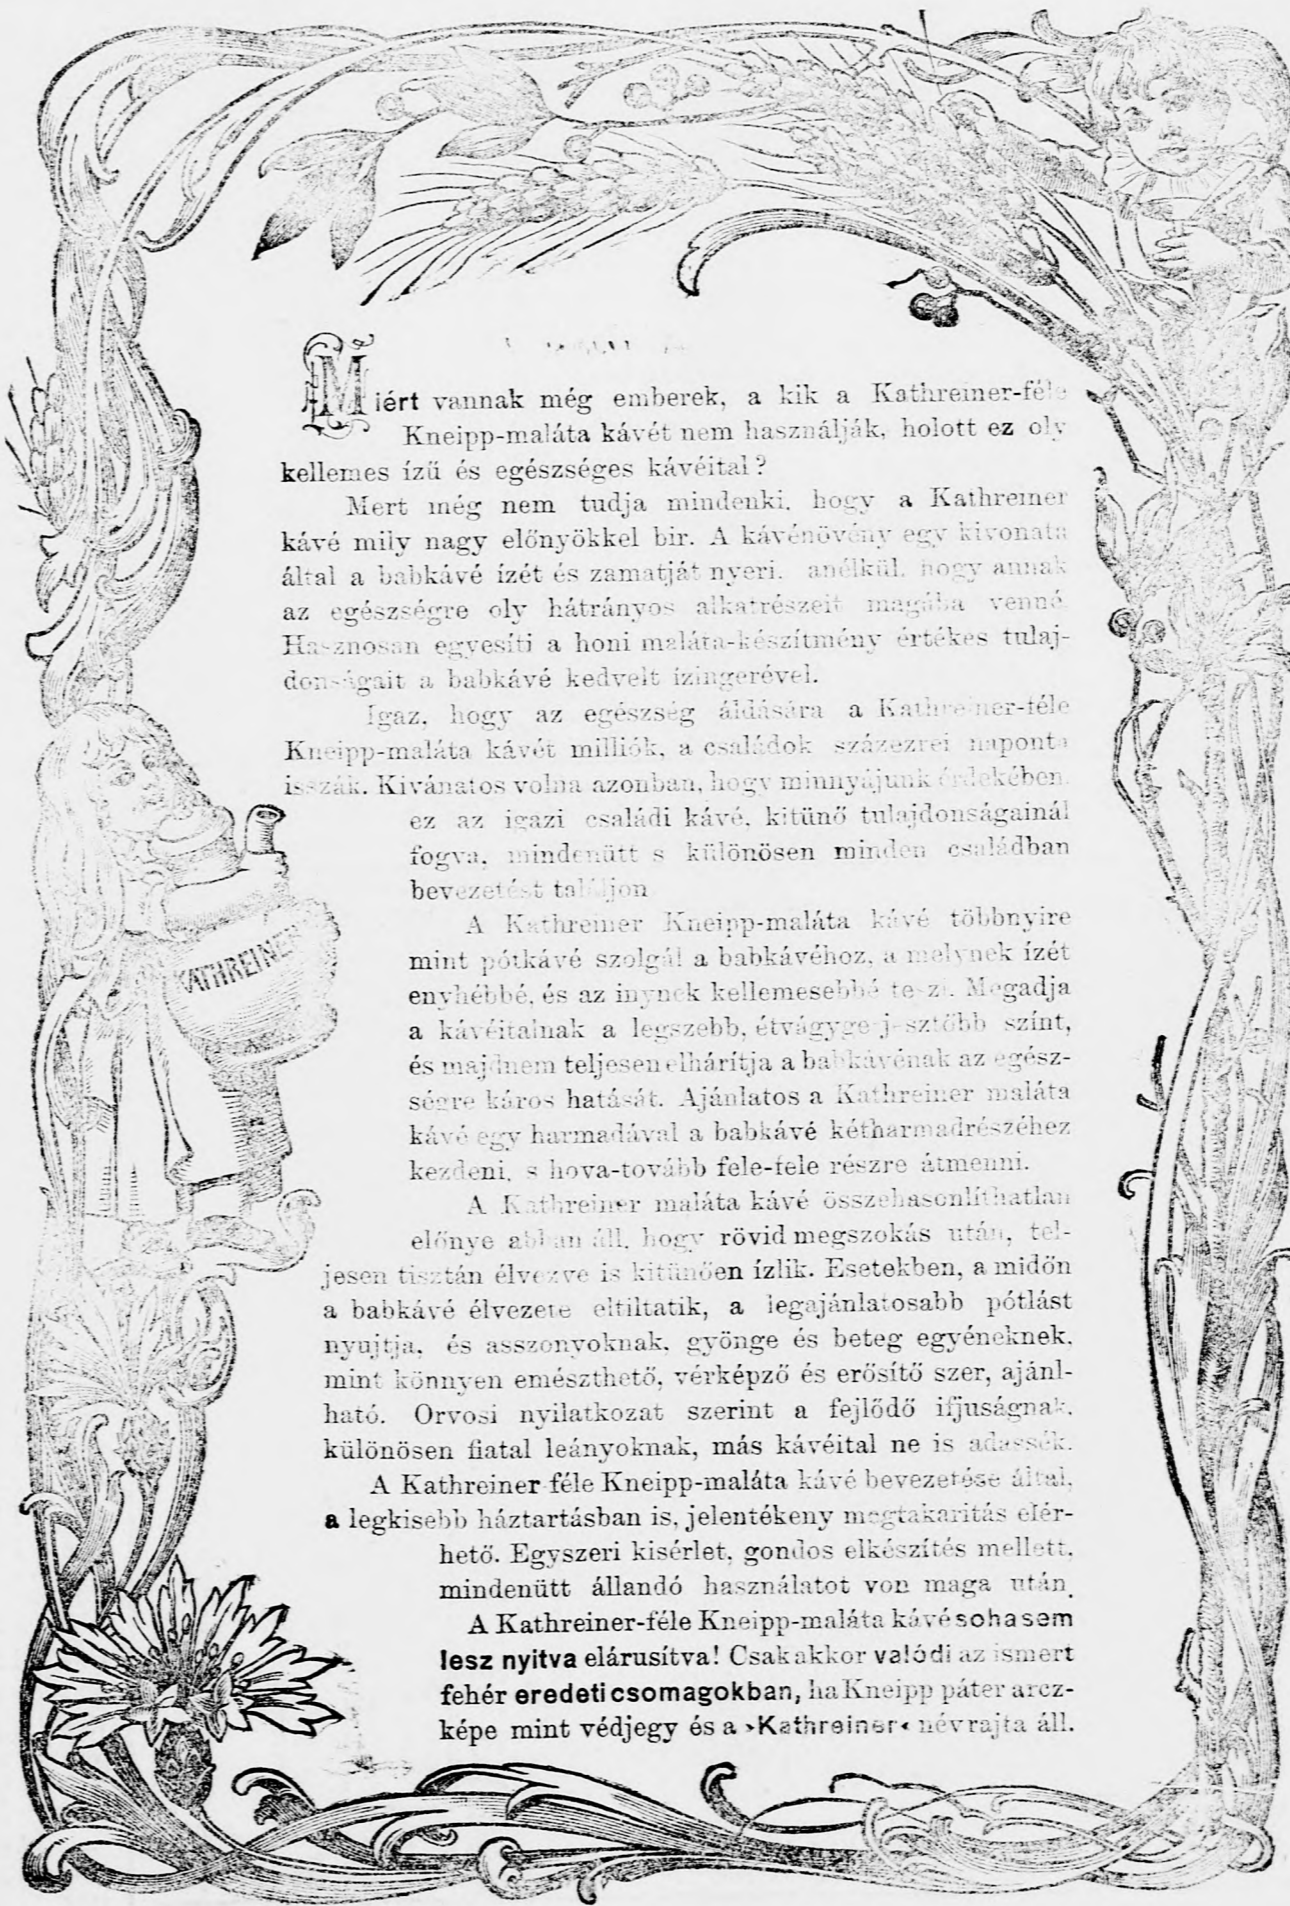 Miért vannak még emberek, a kik a Kathreiner-féle
Kneipp-maláta kávét nem használják, holott ez oly
kellemes ízű és egészséges kávéital?
Mert még nem tudja mindenki, hogy a Kathreiner
kávé mily nagy előnyökkel bir. A kávénövény egy kivonata
által a babkávé ízét és zamatját nyeri, anélkül, hogy annak
az egészségre oly hátrányos alkatrészeit magába venné.
Hasznosan egyesíti a honi maláta-készítmény értékes tulaj-
donságait a babkávé kedvelt ízingerével.
Igaz, hogy az egészség áldására a Kathreiner-féle
Kneipp-maláta kávét milliók, a családok százezrei naponta
isszák. Kivánatos volna azonban, hogy minnyájunk érdekében,
ez az igazi családi kávé, kitünő tulajdonságainál
fogva, mindenütt s különösen minden családban
bevezetést találjon
A Kathreiner Kneipp-maláta kávé többnyire
mint pótkávé szolgál a babkávéhoz, a melynek ízét
enyhébbé, és az inynek kellemesebbé teszi. Megadja
a kávéitalnak a legszebb, étvágygerjesztőbb színt,
és majdnem teljesen elhárítja a babkávénak az egész-
ségre káros hatását. Ajánlatos a Kathreiner maláta
kávé egy harmadával a babkávé kétharmadrészéhez
kezdeni, s hova-tovább fele-fele részre átmenni.
A Kathreiner maláta kávé összehasonlíthatlan
előnye abban áll, hogy rövid megszokás után, tel-
jesen tisztán élvezve is kitünően ízlik. Esetekben, a midőn
a babkávé élvezete eltiltatik, a legajánlatosabb pótlást
nyujtja, és asszonyoknak, gyönge és beteg egyéneknek,
mint könnyen emészthető, vérképző és erősítő szer, ajánl-
ható. Orvosi nyilatkozat szerint a fejlődő ifjuságnak,
különösen fiatal leányoknak, más kávéital ne is adassék.
A Kathreiner féle Kneipp-maláta kávé bevezetése által,
a legkisebb háztartásban is, jelentékeny megtakaritás elér-
hető. Egyszeri kisérlet, gondos elkészítés mellett,
mindenütt állandó használatot von maga után.
A Kathreiner-féle Kneipp-maláta kávé sohasem
lesz nyitva elárusítva! Csak akkor valódi az ismert
fehér eredeti csomagokban, ha Kneipp páter arcz-
képe mint védjegy és a »Kathreiner« név rajta áll.
KATHREINER